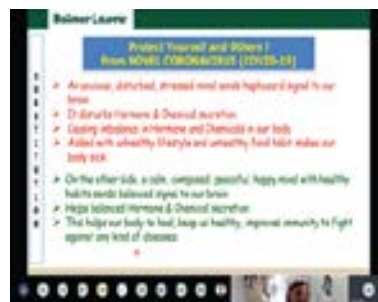 Balmer Lawrie
Protect Yourself and Others !
From NOVEL CORONAVIRUS (COVID-19)
An anxious, disturbed, stressed mind sends haphazard signal to our
brain
It disrupts Hormone & Chemical secretion
Causing imbalance in Hormone and Chemicals in our body
Added with unhealthy lifestyle and unhealthy food habit makes our
body sick
On the other side, a calm, composed, peaceful, happy mind with healthy
habits sends balanced signal to our brain
Helps balanced Hormone & Chemical secretion
This helps our body to heal, keep us healthy, improves immunity to fight
against any kind of diseases